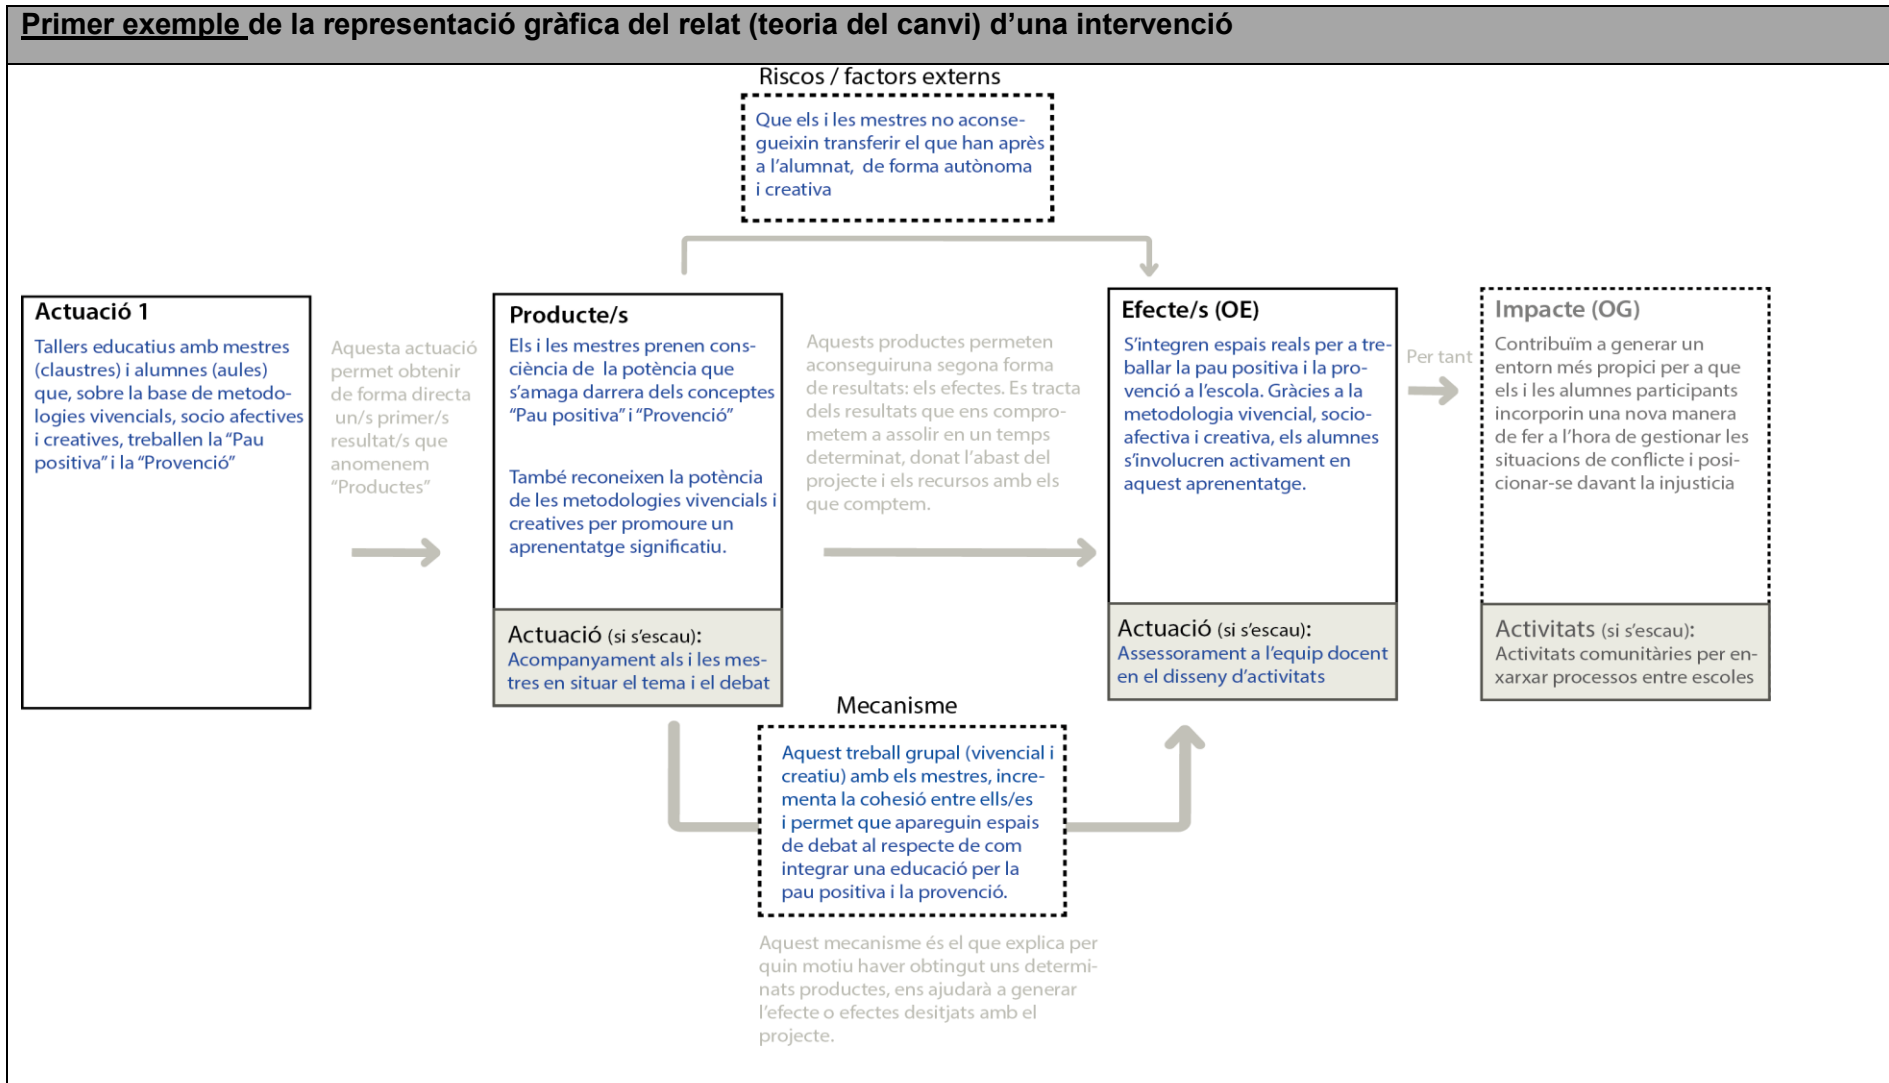 Primer exemple de la representació gràfica del relat (teoria del canvi) d’una intervenció
Riscos / factors externs
Que els i les mestres no aconse-
gueixin transferir el que han après
a l’alumnat, de forma autònoma
i creativa
Actuació 1
Tallers educatius amb mestres
(claustres) i alumnes (aules)
que, sobre la base de metodo-
logies vivencials, socio afectives
i creatives, treballen la “Pau
positiva” i la “Provenció”
Aquesta actuació
permet obtenir
de forma directa
un/s primer/s
resultat/s que
anomenem
“Productes”
Producte/s
Els i les mestres prenen cons-
ciència de la potència que
s’amaga darrera dels conceptes
“Pau positiva” i “Provenció”
També reconeixen la potència
de les metodologies vivencials i
creatives per promoure un
aprenentatge significatiu.
Actuació (si s’escau):
Acompanyament als i les mes-
tres en situar el tema i el debat
Aquests productes permeten
aconseguiruna segona forma
de resultats: els efectes. Es tracta
dels resultats que ens compro-
metem a assolir en un temps
determinat, donat l’abast del
projecte i els recursos amb els
que comptem.
Efecte/s (OE)
S’integren espais reals per a tre-
ballar la pau positiva i la pro-
venció a l’escola. Gràcies a la
metodologia vivencial, socio-
afectiva i creativa, els alumnes
s’involucren activament en
aquest aprenentatge.
Actuació (si s’escau):
Assessorament a l’equip docent
en el disseny d’activitats
Per tant
Impacte (OG)
Contribuïm a generar un
entorn més propici per a que
els i les alumnes participants
incorporin una nova manera
de fer a l’hora de gestionar les
situacions de conflicte i posi-
cionar-se davant la injusticia
Activitats (si s’escau):
Activitats comunitàries per en-
xarxar processos entre escoles
Mecanisme
Aquest treball grupal (vivencial i
creatiu) amb els mestres, incre-
menta la cohesió entre ells/es
i permet que apareguin espais
de debat al respecte de com
integrar una educació per la
pau positiva i la provenció.
Aquest mecanisme és el que explica per
quin motiu haver obtingut uns determi-
nats productes, ens ajudarà a generar
l’efecte o efectes desitjats amb el
projecte.